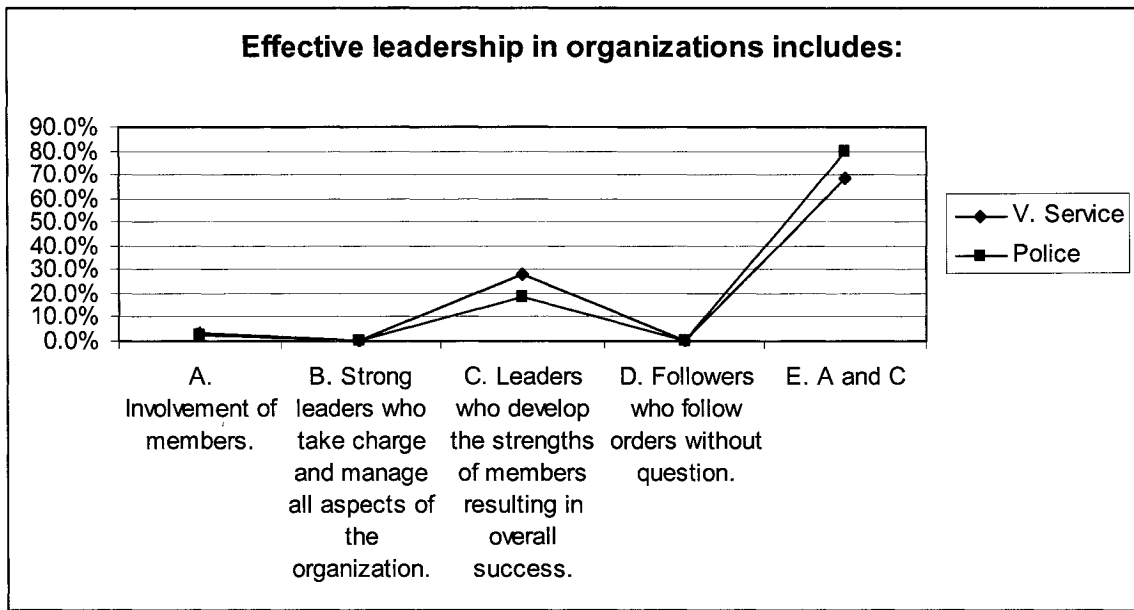 Effective leadership in organizations includes:
90.0%
80.0%
70.0%
60.0%
50.0%
40.0%
30.0%
20.0%
10.0%
0.0%
A.
Involvement of
members.
B. Strong
leaders who
take charge
and manage
all aspects of
the
organization.
C. Leaders
who develop
the strengths
of members
resulting in
overall
success.
D. Followers
who follow
orders without
question.
E. A and C
V. Service
Police